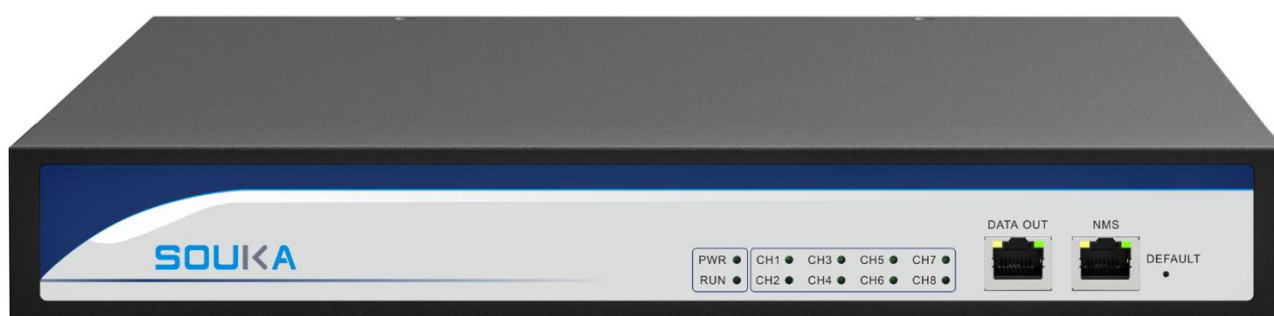 SOUKA
PWR CH1 CH3 CH5 CH7
RUN CH2 CH4 CH6 CH8
DATA OUT NMS
DEFAULT